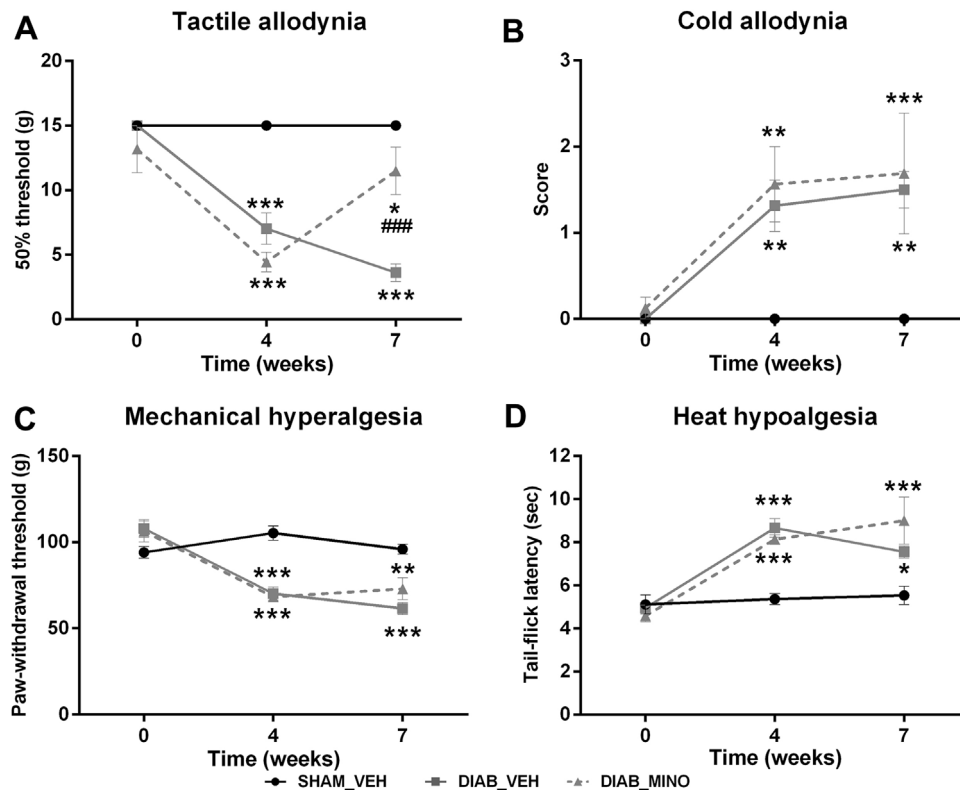 A
Tactile allodynia
50% threshold (g)
20
15
10
5
0
***
***
*
###
***
0 4 7
Time (weeks)
B
Cold allodynia
Score
3
2
1
0
**
**
***
**
0 4 7
Time (weeks)
C
Mechanical hyperalgesia
Paw-withdrawal threshold (g)
150
100
50
0
***
***
**
***
0 4 7
Time (weeks)
D
Heat hypoalgesia
Tail-flick latency (sec)
12
10
8
6
4
2
0
***
***
***
*
0 4 7
Time (weeks)
SHAM_VEH DIAB_VEH DIAB_MINO